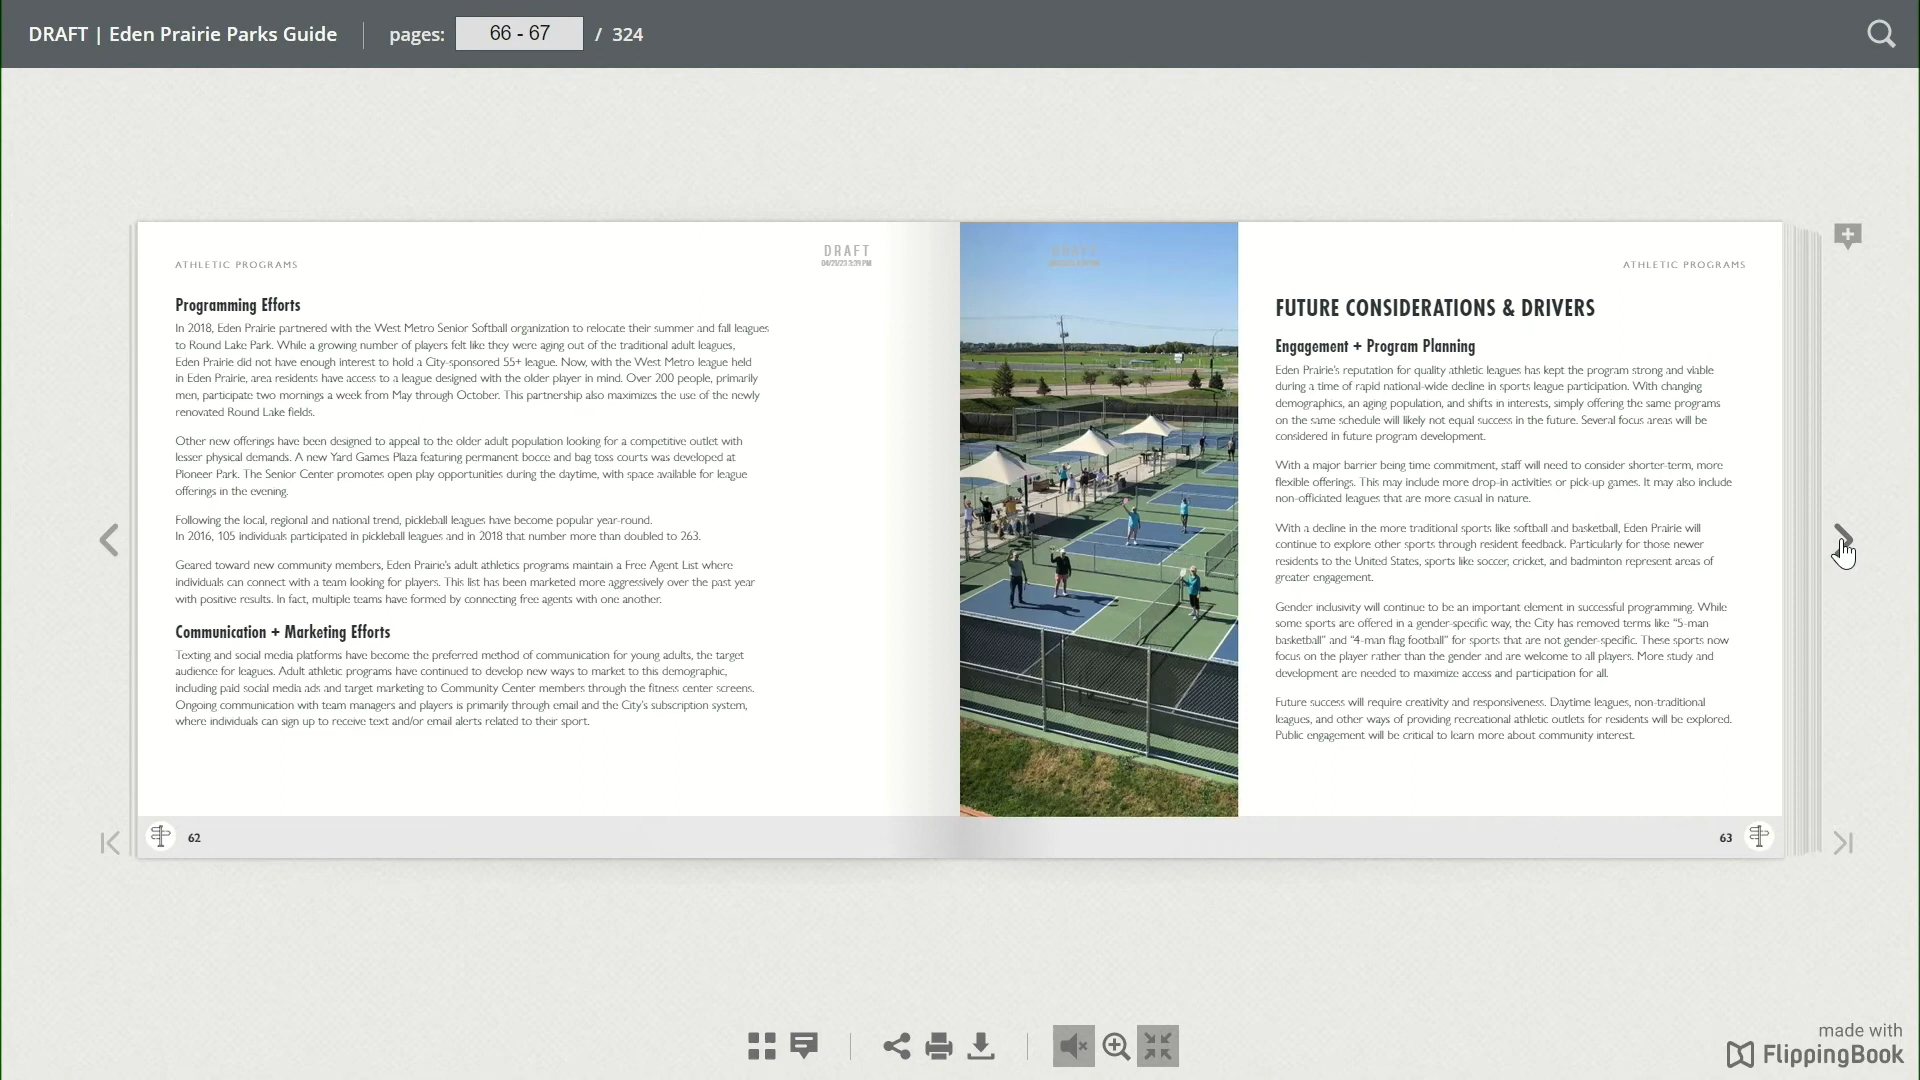 DRAFT | Eden Prairie Parks Guide
pages: 66 - 67 / 324
ATHLETIC PROGRAMS
DRAFT
Programming Efforts
In 2018, Eden Prairie partnered with the West Metro Senior Softball organization to relocate their summer and fall leagues
to Round Lake Park. While a growing number of players felt like they were aging out of the traditional adult leagues,
Eden Prairie did not have enough interest to hold a City-sponsored 55+ league. Now, with the West Metro league held
in Eden Prairie, area residents have access to a league designed with the older player in mind. Over 200 people, primarily
men, participate two mornings a week from May through October. This partnership also maximizes the use of the newly
renovated Round Lake fields.
Other new offerings have been designed to appeal to the older adult population looking for a competitive outlet with
lesser physical demands. A new Yard Games Plaza featuring permanent bocce and bag toss courts was developed at
Pioneer Park. The Senior Center promotes open play opportunities during the daytime, with space available for league
offerings in the evening.
Following the local, regional and national trend, pickleball leagues have become popular year-round.
In 2016, 105 individuals participated in pickleball leagues and in 2018 that number more than doubled to 263.
Geared toward new community members, Eden Prairie's adult athletics programs maintain a Free Agent List where
individuals can connect with a team looking for players. This list has been marketed more aggressively over the past year
with positive results. In fact, multiple teams have formed by connecting free agents with one another.
Communication + Marketing Efforts
Texting and social media platforms have become the preferred method of communication for young adults, the target
audience for leagues. Adult athletic programs have continued to develop new ways to market to this demographic,
including paid social media ads and target marketing to Community Center members through the fitness center screens.
Ongoing communication with team managers and players is primarily through email and the City's subscription system,
where individuals can sign up to receive text and/or email alerts related to their sport.
62
DRAFT
ATHLETIC PROGRAMS
FUTURE CONSIDERATIONS & DRIVERS
Engagement + Program Planning
Eden Prairie's reputation for quality athletic leagues has kept the program strong and viable
during a time of rapid national-wide decline in sports league participation. With changing
demographics, an aging population, and shifts in interests, simply offering the same programs
on the same schedule will likely not equal success in the future. Several focus areas will be
considered in future program development.
With a major barrier being time commitment, staff will need to consider shorter-term, more
flexible offerings. This may include more drop-in activities or pick-up games. It may also include
non-officiated leagues that are more casual in nature.
With a decline in the more traditional sports like softball and basketball, Eden Prairie will
continue to explore other sports through resident feedback. Particularly for those newer
residents to the United States, sports like soccer, cricket, and badminton represent areas of
greater engagement.
Gender inclusivity will continue to be an important element in successful programming. While
some sports are offered in a gender-specific way, the City has removed terms like "5-man
basketball" and "4-man flag football" for sports that are not gender-specific. These sports now
focus on the player rather than the gender and are welcome to all players. More study and
development are needed to maximize access and participation for all.
Future success will require creativity and responsiveness. Daytime leagues, non-traditional
leagues, and other ways of providing recreational athletic outlets for residents will be explored.
Public engagement will be critical to learn more about community interest.
63
made with
FlippingBook